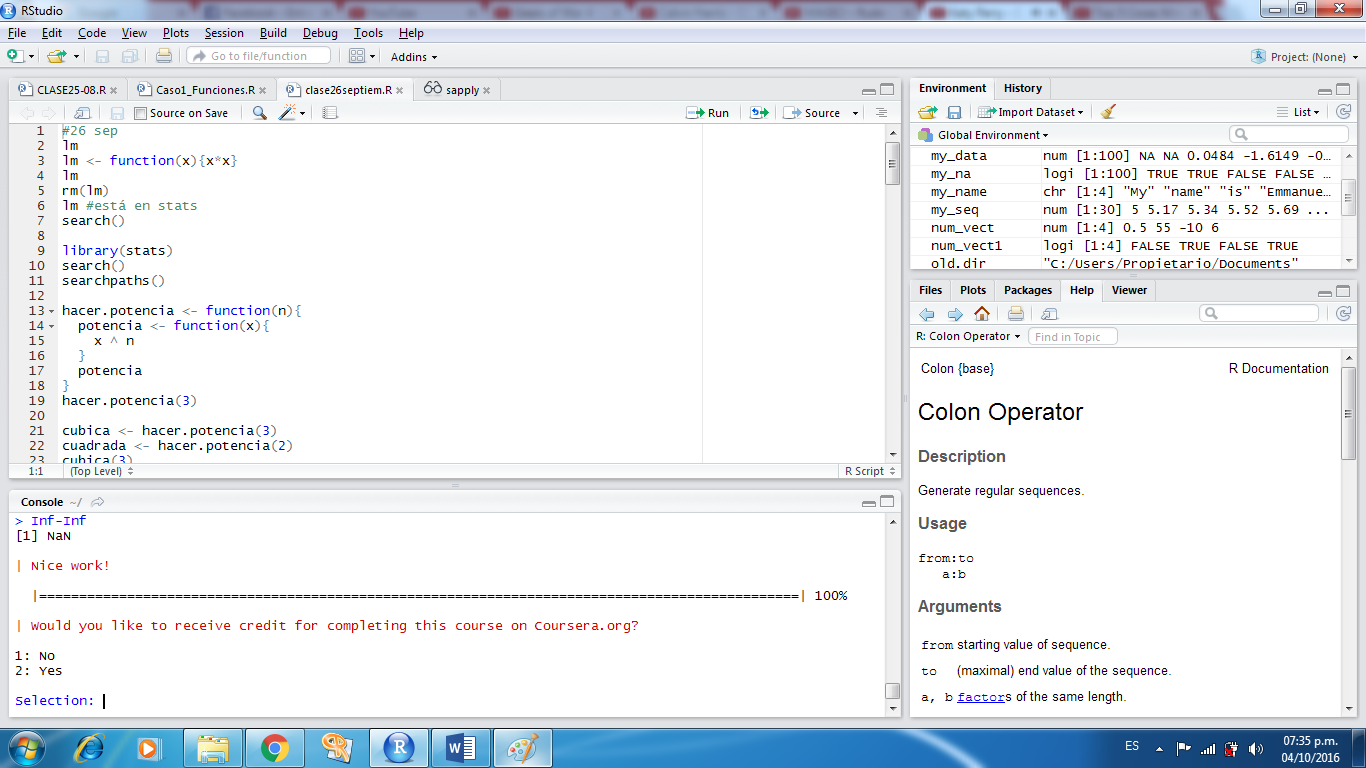 RStudio
File Edit Code View Plots Session Build Debug Tools Help
Go to file/function Addins Project: (None)
CLASE25-08.R Caso1_Funciones.R clase26septiem.R sapply
Source on Save Run Source
1 #26 sep
2 lm
3 lm <- function(x){x*x}
4 lm
5 rm(lm)
6 lm #está en stats
7 search()
8
9 library(stats)
10 search()
11 searchpaths()
12
13 hacer.potencia <- function(n){
14 potencia <- function(x){
15 x ^ n
16 }
17 potencia
18 }
19 hacer.potencia(3)
20
21 cubica <- hacer.potencia(3)
22 cuadrada <- hacer.potencia(2)
23 cubica(3)
1:1 (Top Level) R Script
Console ~/
> Inf-Inf
[1] NaN
| Nice work!
|===============================================================================================| 100%
| Would you like to receive credit for completing this course on Coursera.org?
1: No
2: Yes
Selection:
Environment History
Import Dataset List
Global Environment
my_data num [1:100] NA NA 0.0484 -1.6149 -0…
my_na logi [1:100] TRUE TRUE FALSE FALSE …
my_name chr [1:4] "My" "name" "is" "Emmanue…
my_seq num [1:30] 5 5.17 5.34 5.52 5.69 ...
num_vect num [1:4] 0.5 55 -10 6
num_vect1 logi [1:4] FALSE TRUE FALSE TRUE
old.dir "C:/Users/Propietario/Documents"
Files Plots Packages Help Viewer
R: Colon Operator Find in Topic
Colon {base} R Documentation
Colon Operator
Description
Generate regular sequences.
Usage
from:to
a:b
Arguments
from starting value of sequence.
to (maximal) end value of the sequence.
a, b factors of the same length.
ES 07:35 p.m.
04/10/2016